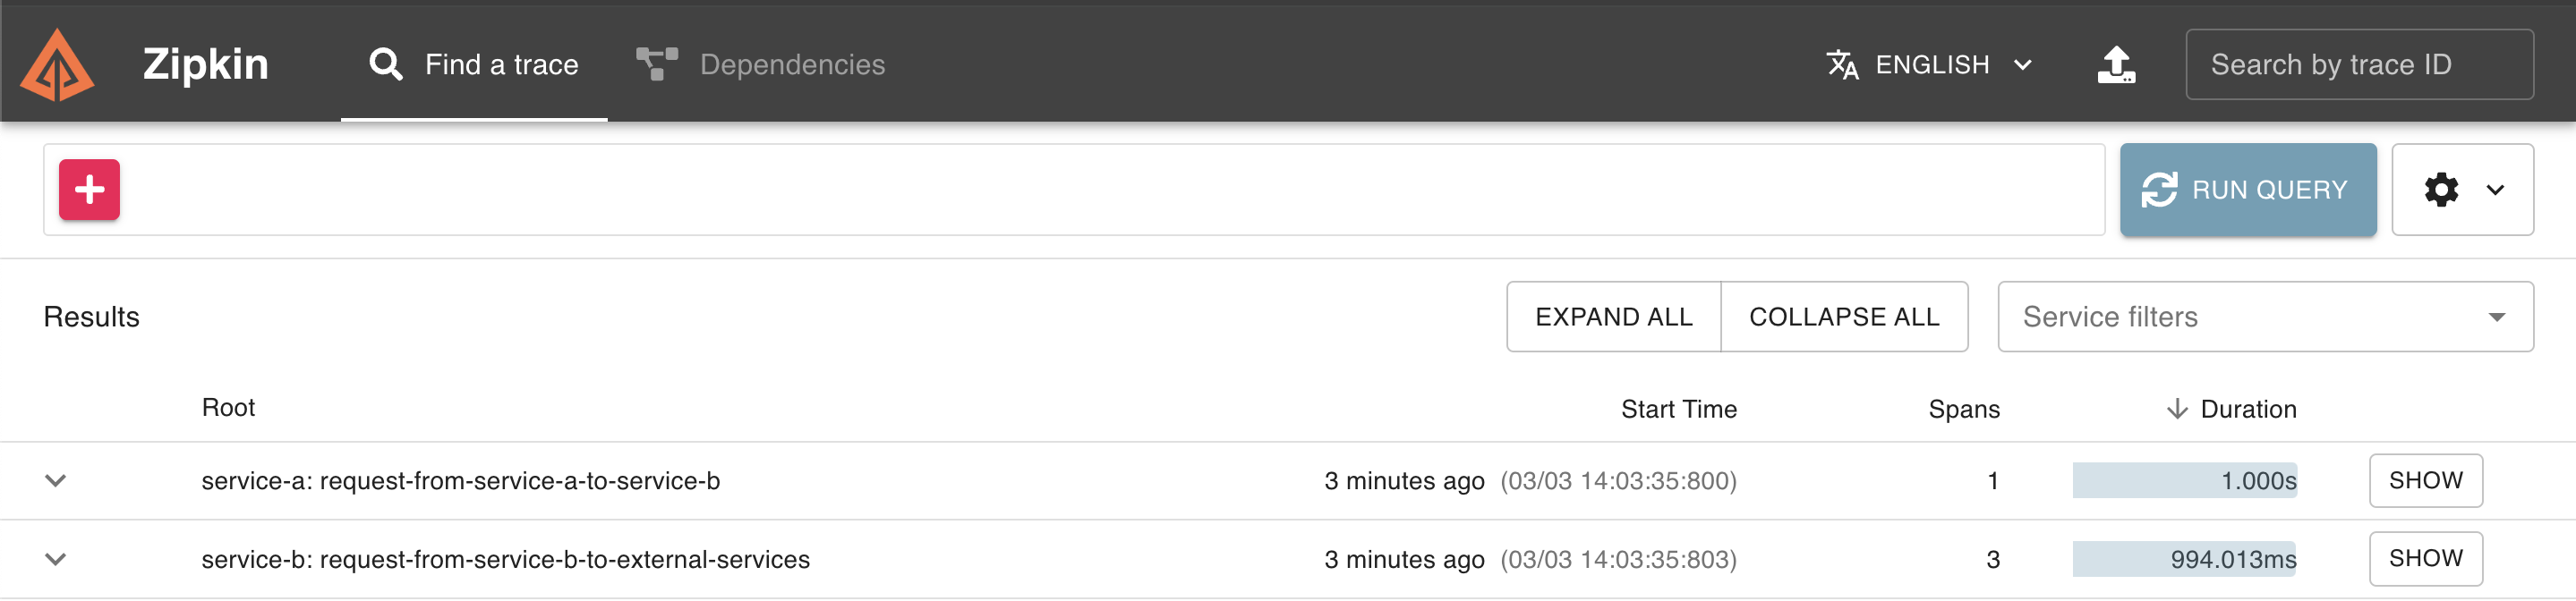 Zipkin Find a trace Dependencies ENGLISH Search by trace ID
RUN QUERY
Results EXPAND ALL COLLAPSE ALL Service filters
Root Start Time Spans Duration
service-a: request-from-service-a-to-service-b 3 minutes ago (03/03 14:03:35:800) 1 1.000s SHOW
service-b: request-from-service-b-to-external-services 3 minutes ago (03/03 14:03:35:803) 3 994.013ms SHOW